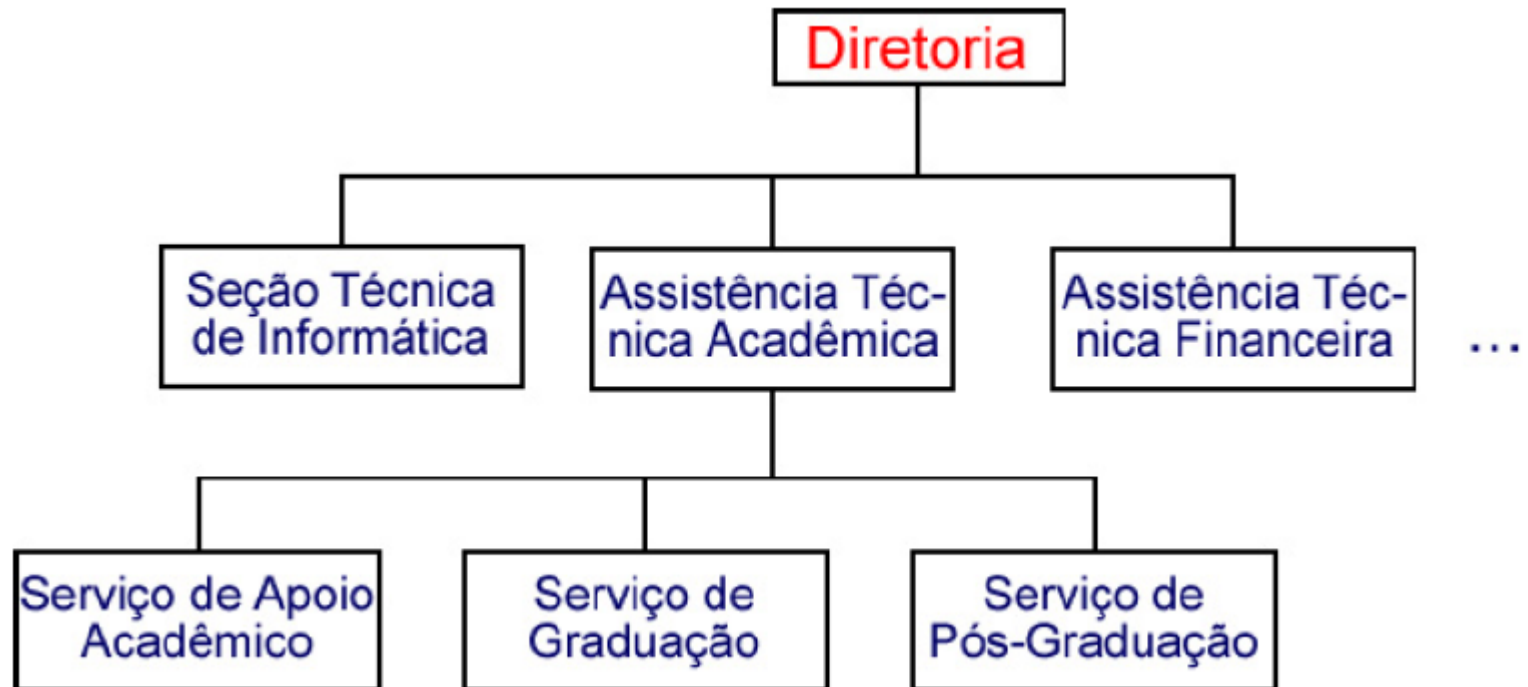 Diretoria
Seção Técnica
de Informática
Assistência Téc-
nica Acadêmica
Assistência Téc-
nica Financeira
...
Serviço de Apoio
Acadêmico
Serviço de
Graduação
Serviço de
Pós-Graduação